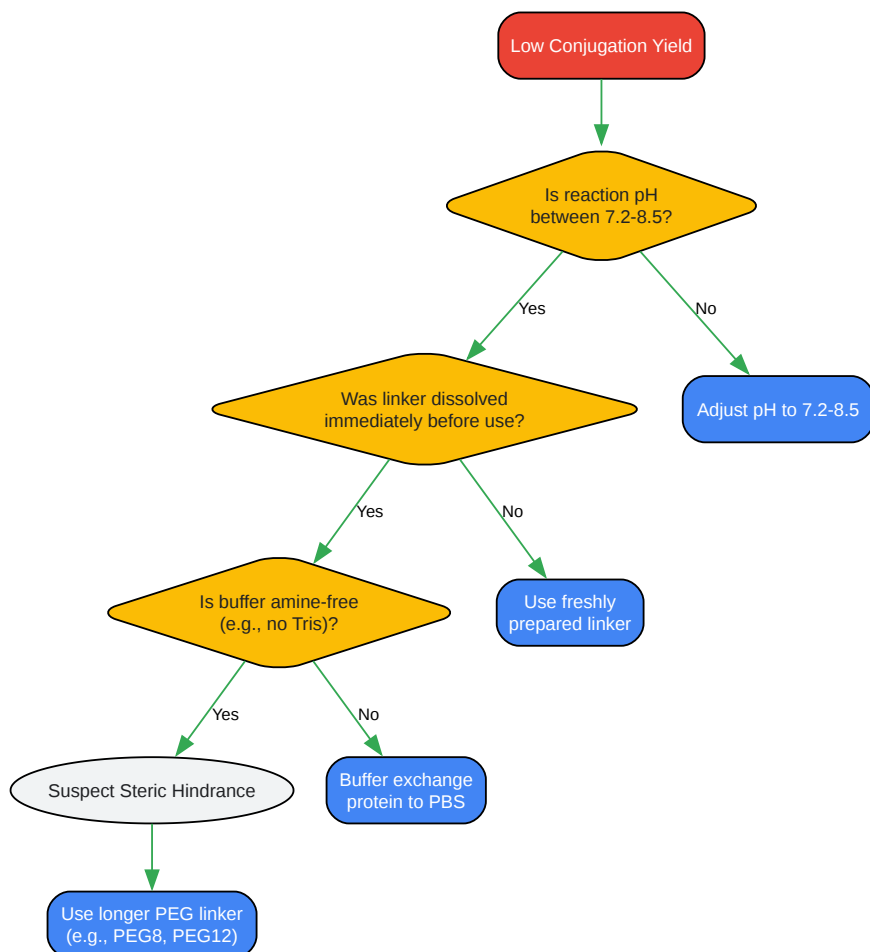 Low Conjugation Yield
Is reaction pH
between 7.2-8.5?
Yes
No
Was linker dissolved
immediately before use?
Adjust pH to 7.2-8.5
Yes
No
Is buffer amine-free
(e.g., no Tris)?
Use freshly
prepared linker
Yes
No
Suspect Steric Hindrance
Buffer exchange
protein to PBS
Use longer PEG linker
(e.g., PEG8, PEG12)